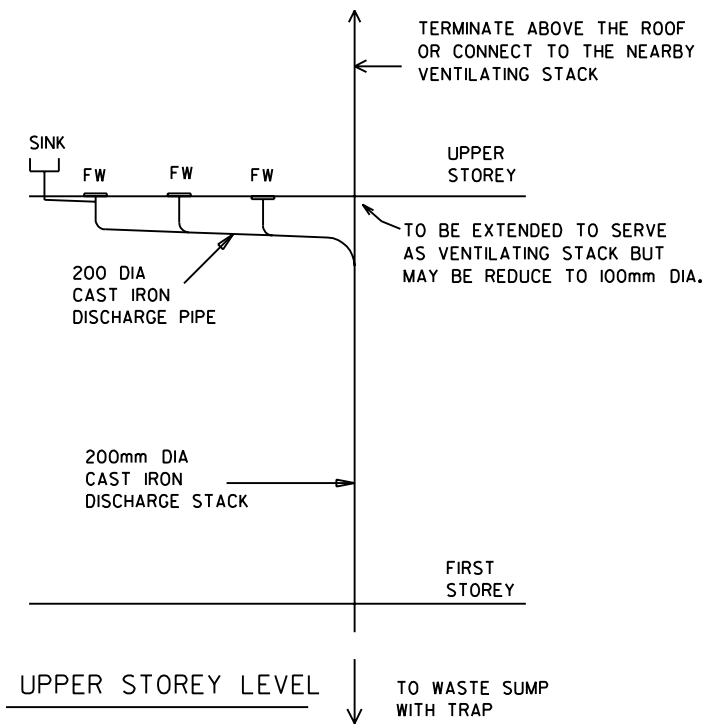 TERMINATE ABOVE THE ROOF
OR CONNECT TO THE NEARBY
VENTILATING STACK
SINK
FW
FW
FW
UPPER
STOREY
TO BE EXTENDED TO SERVE
AS VENTILATING STACK BUT
MAY BE REDUCE TO 100mm DIA.
200 DIA
CAST IRON
DISCHARGE PIPE
200mm DIA
CAST IRON
DISCHARGE STACK
FIRST
STOREY
UPPER STOREY LEVEL
TO WASTE SUMP
WITH TRAP